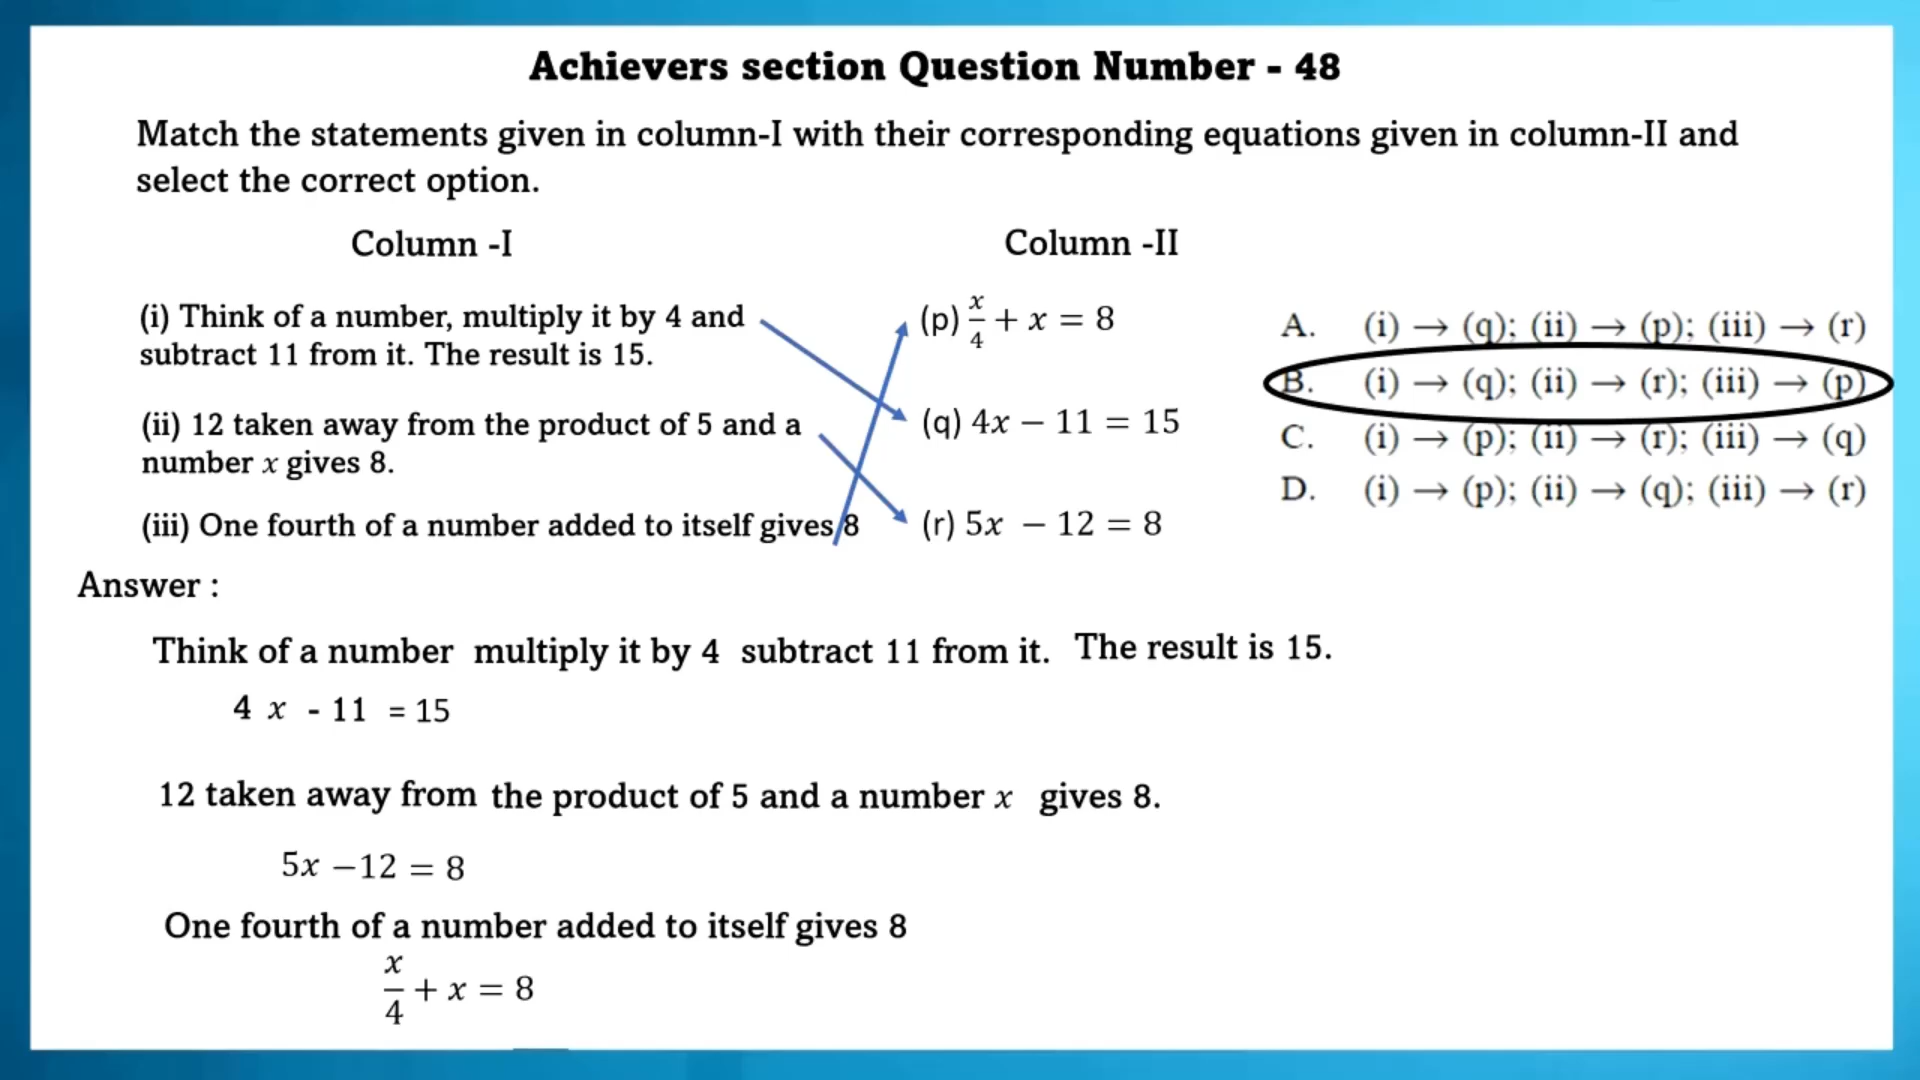 Achievers section Question Number - 48
Match the statements given in column-I with their corresponding equations given in column-II and
select the correct option.
Column -I
Column -II
(i) Think of a number, multiply it by 4 and
subtract 11 from it. The result is 15.
(ii) 12 taken away from the product of 5 and a
number x gives 8.
(iii) One fourth of a number added to itself gives 8
(p) x/4 + x = 8
(q) 4x − 11 = 15
(r) 5x − 12 = 8
A. (i) → (q); (ii) → (p); (iii) → (r)
B. (i) → (q); (ii) → (r); (iii) → (p)
C. (i) → (p); (ii) → (r); (iii) → (q)
D. (i) → (p); (ii) → (q); (iii) → (r)
Answer :
Think of a number multiply it by 4 subtract 11 from it. The result is 15.
4 x - 11 = 15
12 taken away from the product of 5 and a number x gives 8.
5x −12 = 8
One fourth of a number added to itself gives 8
x/4 + x = 8